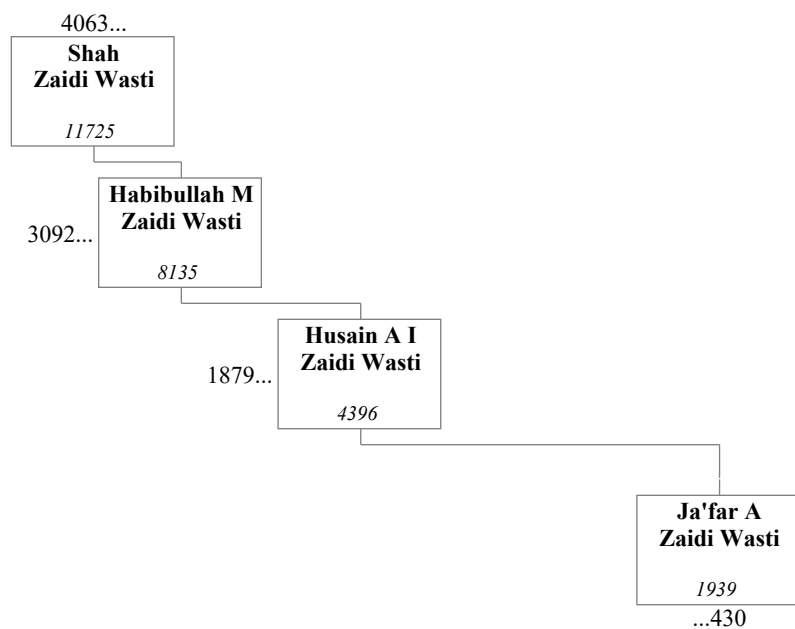 4063...
Shah
Zaidi Wasti
11725
Habibullah M
Zaidi Wasti
3092...
8135
Husain A I
Zaidi Wasti
1879...
4396
Ja'far A
Zaidi Wasti
1939
...430